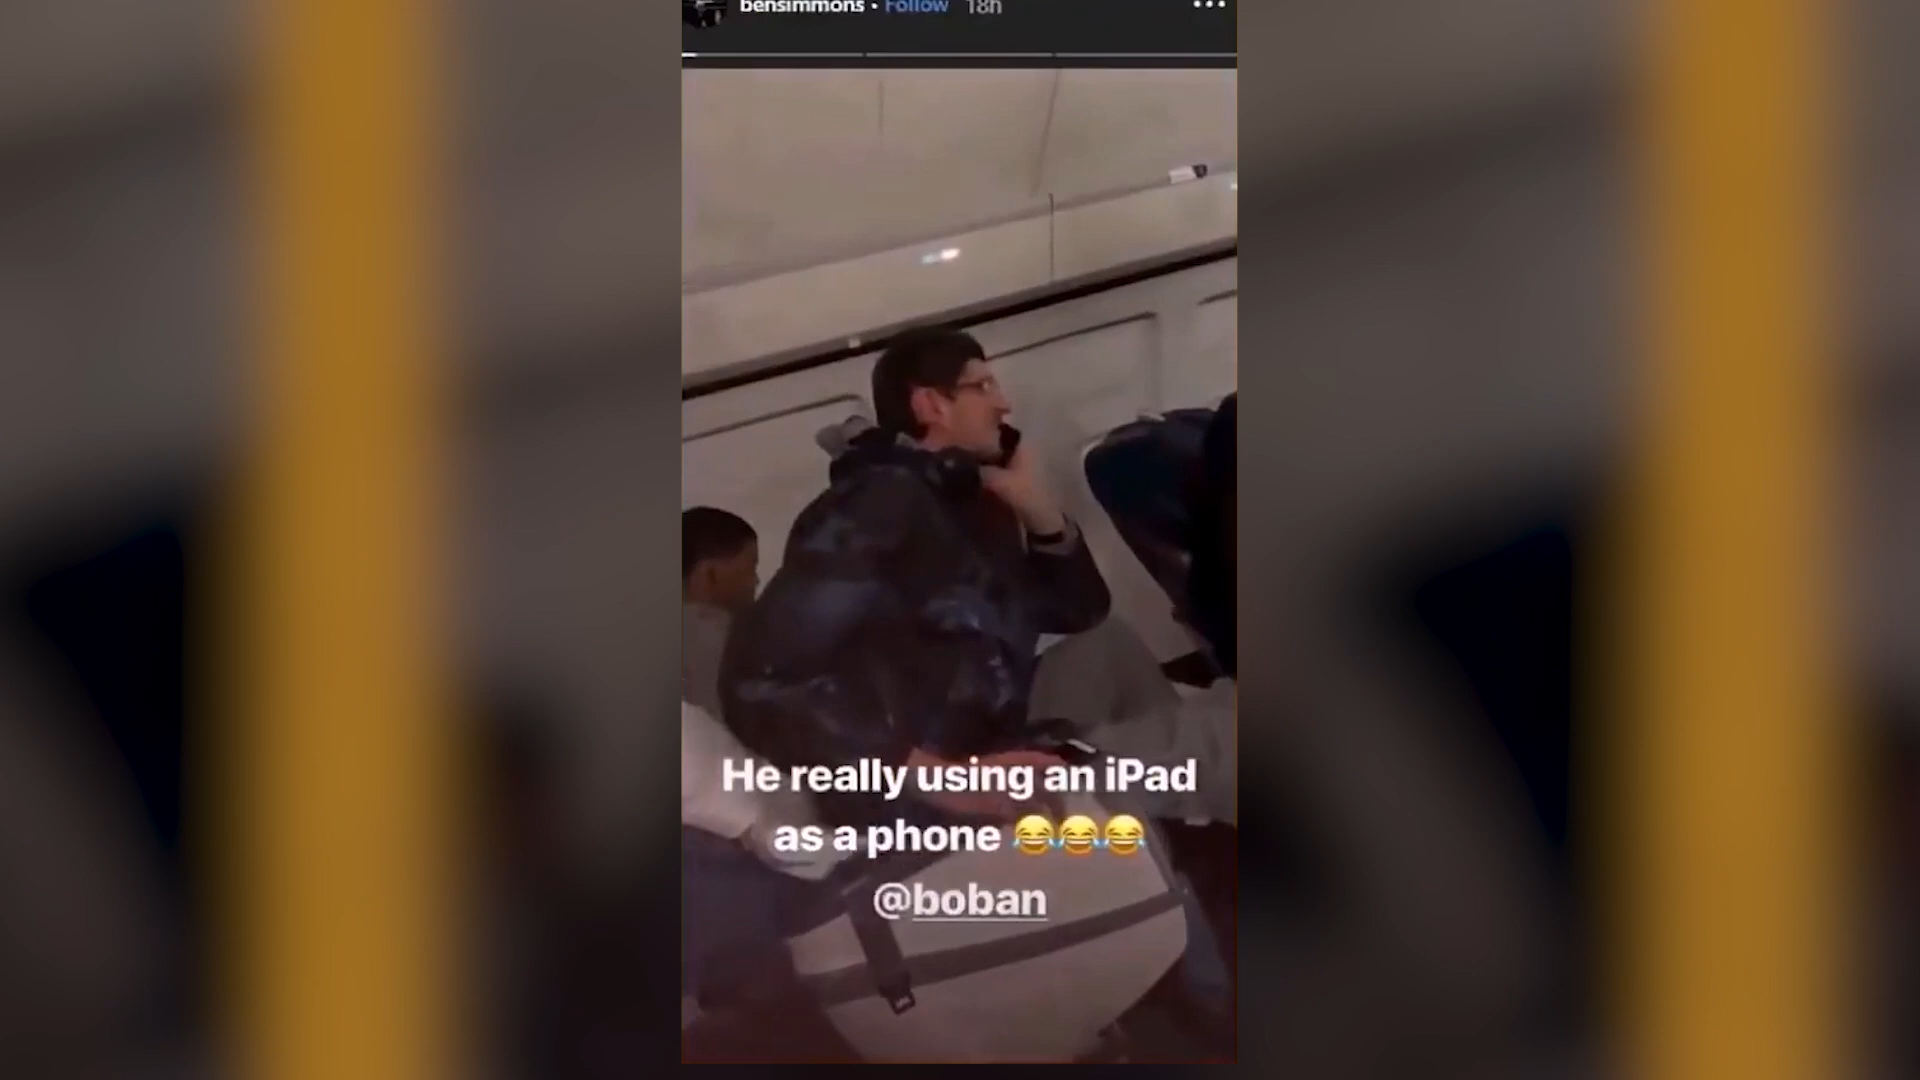 bensimmons • Follow 18h
He really using an iPad
as a phone 😂😂😂
@boban